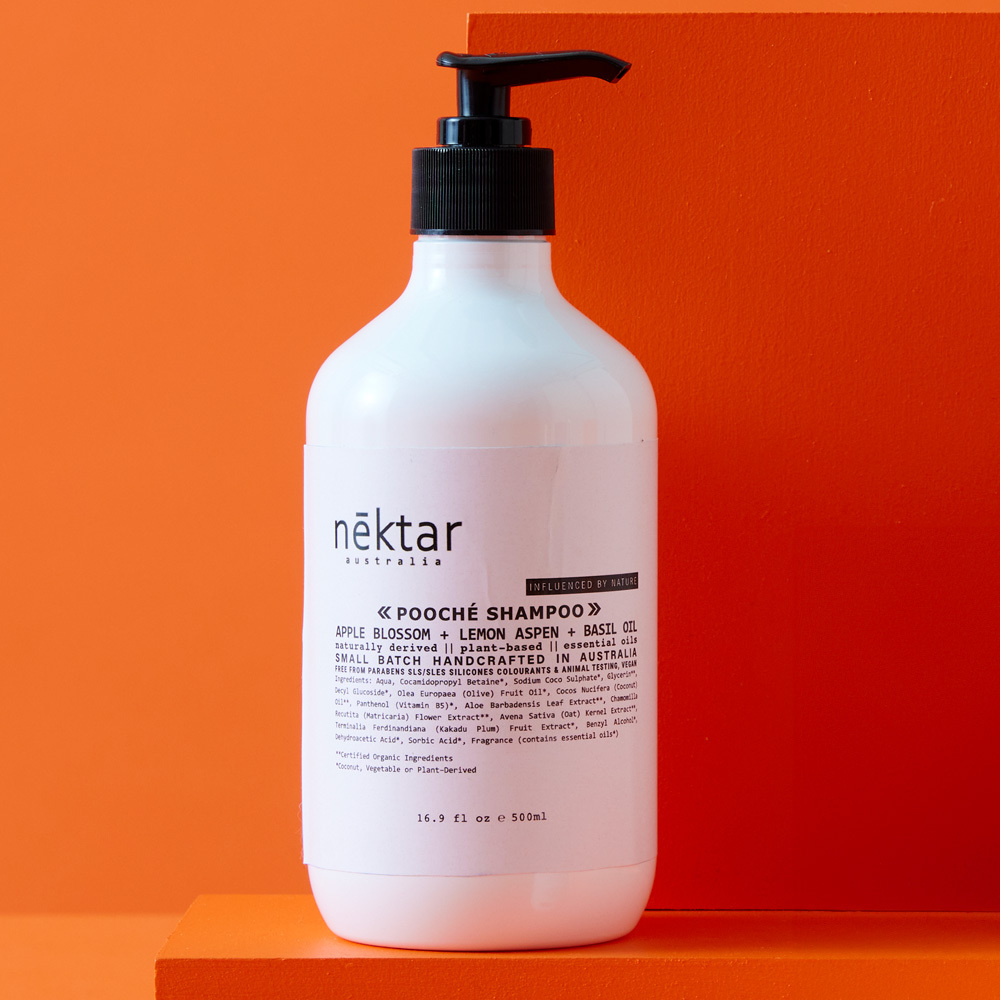 nēktar
australia
INFLUENCED BY NATURE
«POOCHÉ SHAMPOO»
APPLE BLOSSOM + LEMON ASPEN + BASIL OIL
naturally derived || plant-based || essential oils
SMALL BATCH HANDCRAFTED IN AUSTRALIA
FREE FROM PARABENS SLS/SLES SILICONES COLOURANTS & ANIMAL TESTING, VEGAN
Ingredients: Aqua, Cocamidopropyl Betaine*, Sodium Coco Sulphate*, Glycerin**,
Decyl Glucoside*, Olea Europaea (Olive) Fruit Oil*, Cocos Nucifera (Coconut)
Oil**, Panthenol (Vitamin B5)*, Aloe Barbadensis Leaf Extract**, Chamomilla
Recutita (Matricaria) Flower Extract**, Avena Sativa (Oat) Kernel Extract**,
Terminalia Ferdinandiana (Kakadu Plum) Fruit Extract*, Benzyl Alcohol*,
Dehydroacetic Acid*, Sorbic Acid*, Fragrance (contains essential oils*)
**Certified Organic Ingredients
*Coconut, Vegetable or Plant-Derived
16.9 fl oz ℮ 500ml